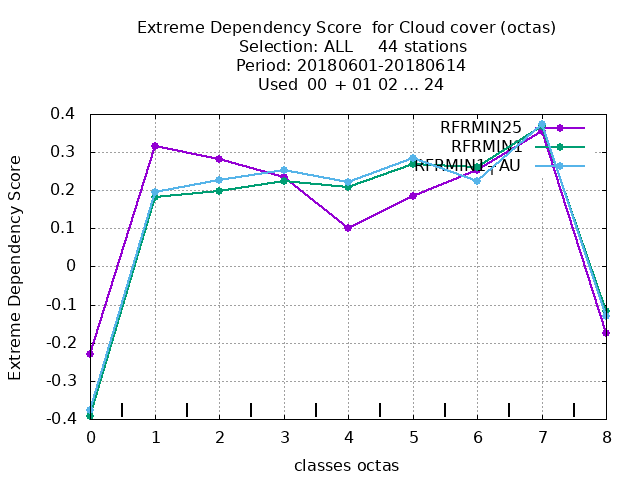 Extreme Dependency Score  for Cloud cover (octas)
Selection: ALL     44 stations
Period: 20180601-20180614
Used  00  + 01 02 ... 24
Extreme Dependency Score
0.4
0.3
0.2
0.1
0
-0.1
-0.2
-0.3
-0.4
RFRMIN25
RFRMIN1
RFRMIN1+AU
0 1 2 3 4 5 6 7 8
classes octas